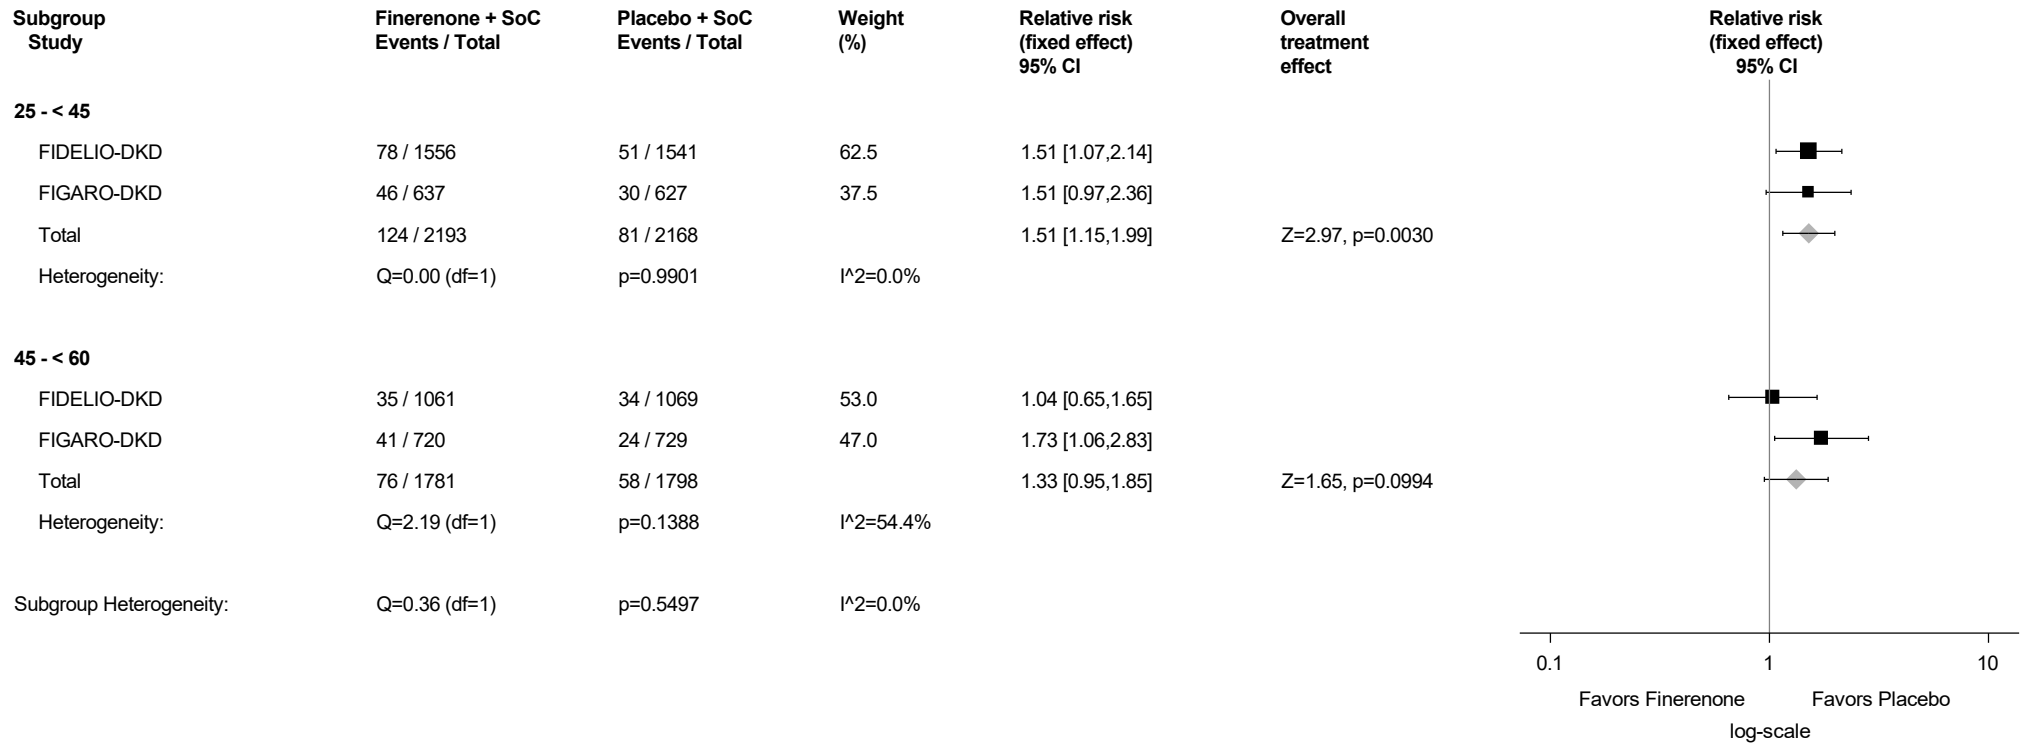 Subgroup Finerenone + SoC Placebo + SoC Weight Relative risk Overall Relative risk
Study Events / Total Events / Total (%) (fixed effect) treatment (fixed effect)
95% CI effect 95% CI
25 - < 45
FIDELIO-DKD 78 / 1556 51 / 1541 62.5 1.51 [1.07,2.14]
FIGARO-DKD 46 / 637 30 / 627 37.5 1.51 [0.97,2.36]
Total 124 / 2193 81 / 2168 1.51 [1.15,1.99] Z=2.97, p=0.0030
Heterogeneity: Q=0.00 (df=1) p=0.9901 I^2=0.0%
45 - < 60
FIDELIO-DKD 35 / 1061 34 / 1069 53.0 1.04 [0.65,1.65]
FIGARO-DKD 41 / 720 24 / 729 47.0 1.73 [1.06,2.83]
Total 76 / 1781 58 / 1798 1.33 [0.95,1.85] Z=1.65, p=0.0994
Heterogeneity: Q=2.19 (df=1) p=0.1388 I^2=54.4%
Subgroup Heterogeneity: Q=0.36 (df=1) p=0.5497 I^2=0.0%
0.1 1 10
Favors Finerenone Favors Placebo
log-scale